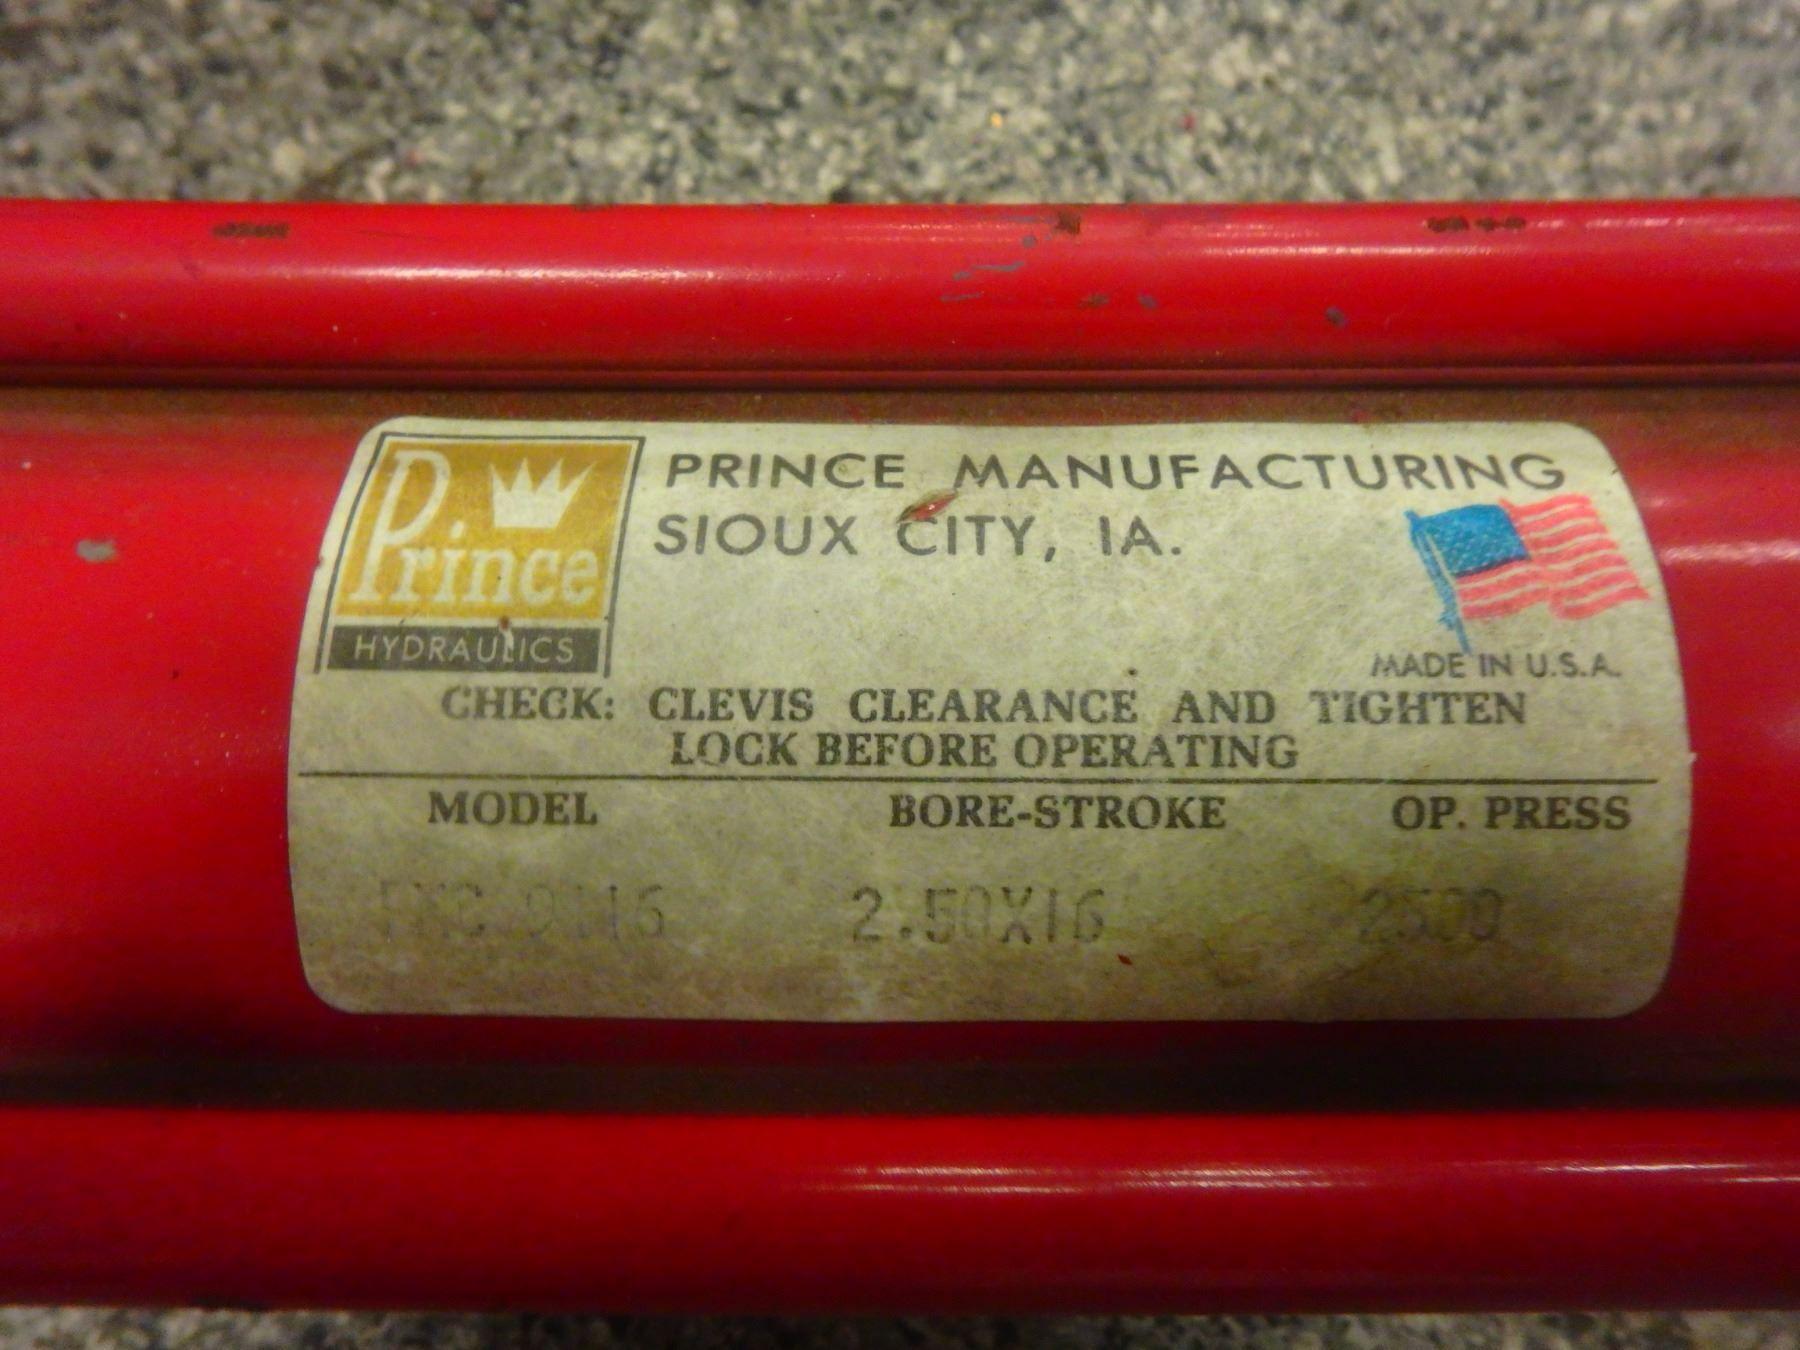 Prince
HYDRAULICS
PRINCE MANUFACTURING
SIOUX CITY, IA.
MADE IN U.S.A.
CHECK: CLEVIS CLEARANCE AND TIGHTEN
LOCK BEFORE OPERATING
MODEL BORE-STROKE OP. PRESS
2.50X16 2500